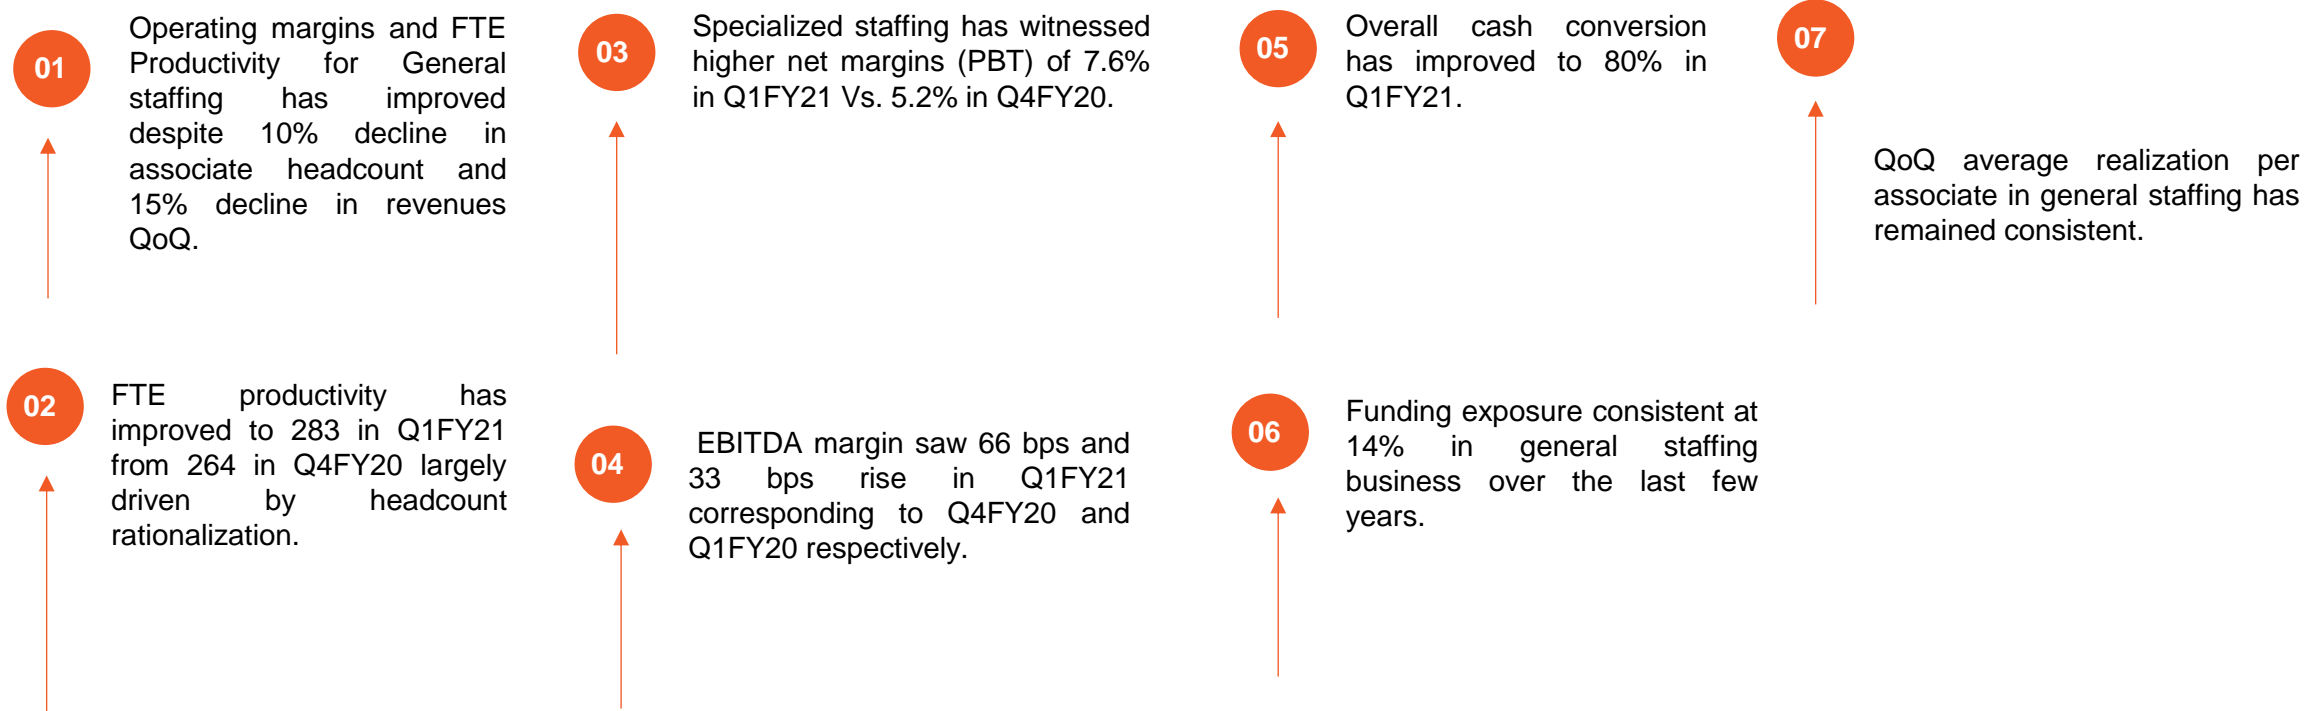 01
Operating margins and FTE
Productivity for General
staffing has improved
despite 10% decline in
associate headcount and
15% decline in revenues
QoQ.
02
FTE productivity has
improved to 283 in Q1FY21
from 264 in Q4FY20 largely
driven by headcount
rationalization.
03
Specialized staffing has witnessed
higher net margins (PBT) of 7.6%
in Q1FY21 Vs. 5.2% in Q4FY20.
04
EBITDA margin saw 66 bps and
33 bps rise in Q1FY21
corresponding to Q4FY20 and
Q1FY20 respectively.
05
Overall cash conversion
has improved to 80% in
Q1FY21.
06
Funding exposure consistent at
14% in general staffing
business over the last few
years.
07
QoQ average realization per
associate in general staffing has
remained consistent.